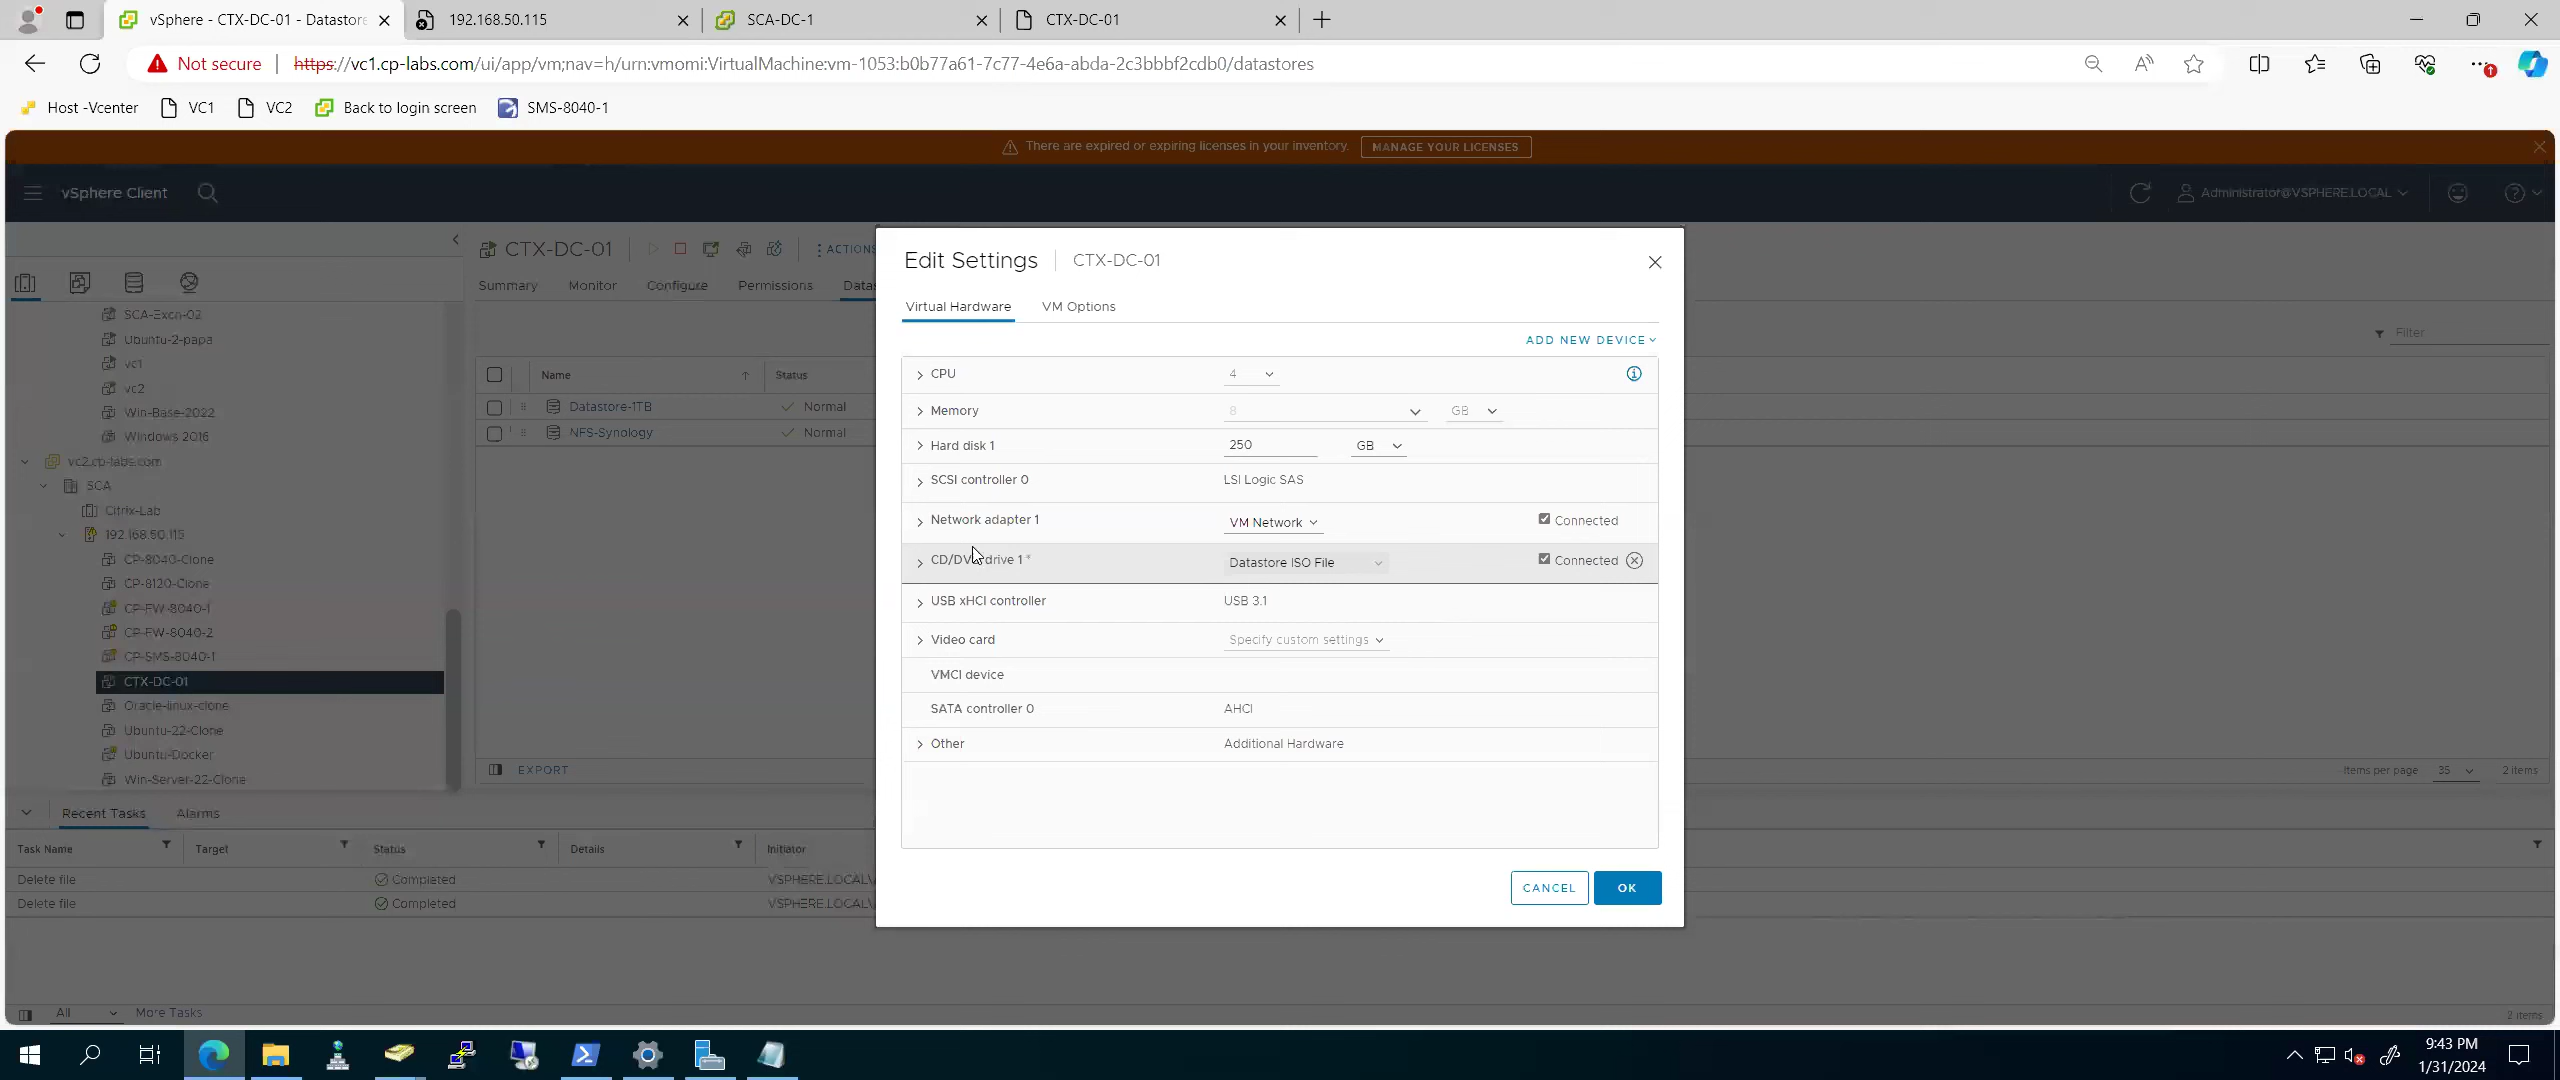 vSphere - CTX-DC-01 - Datastore
192.168.50.115
SCA-DC-1
CTX-DC-01
Not secure
https://vc1.cp-labs.com/ui/app/vm;nav=h/urn:vmomi:VirtualMachine:vm-1053:b0b77a61-7c77-4e6a-abda-2c3bbbf2cdb0/datastores
Host -Vcenter
VC1
VC2
Back to login screen
SMS-8040-1
There are expired or expiring licenses in your inventory.
MANAGE YOUR LICENSES
vSphere Client
Administrator@VSPHERE.LOCAL
CTX-DC-01
ACTIONS
Summary
Monitor
Configure
Permissions
Datas
SCA-Exch-02
Ubuntu-2-papa
vc1
vc2
Win-Base-2022
Windows 2016
vc2.cp-labs.com
SCA
Citrix-Lab
192.168.50.115
CP-8040-Clone
CP-8120-Clone
CP-FW-8040-1
CP-FW-8040-2
CP-SMS-8040-1
CTX-DC-01
Oracle-linux-clone
Ubuntu-22-Clone
Ubuntu-Docker
Win-Server-22-Clone
Filter
Name
Status
Datastore-1TB
Normal
NFS-Synology
Normal
EXPORT
Items per page
35
2 items
Edit Settings
CTX-DC-01
Virtual Hardware
VM Options
ADD NEW DEVICE
CPU
4
Memory
8
GB
Hard disk 1
250
GB
SCSI controller 0
LSI Logic SAS
Network adapter 1
VM Network
Connected
CD/DVD drive 1 *
Datastore ISO File
Connected
USB xHCI controller
USB 3.1
Video card
Specify custom settings
VMCI device
SATA controller 0
AHCI
Other
Additional Hardware
CANCEL
OK
Recent Tasks
Alarms
Task Name
Target
Status
Details
Initiator
Delete file
Completed
VSPHERE.LOCAL\
Delete file
Completed
VSPHERE.LOCAL\
All
More Tasks
2 items
9:43 PM
1/31/2024